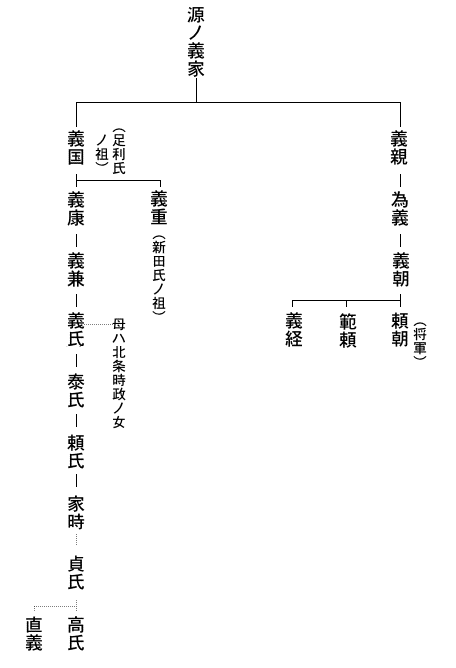 源ノ義家
義親
為義
義朝
頼朝
（将軍）
範頼
義経
義国
（足利氏
ノ祖）
義重
（新田氏ノ祖）
義康
義兼
義氏
母ハ北条時政ノ女
泰氏
頼氏
家時
貞氏
高氏
直義